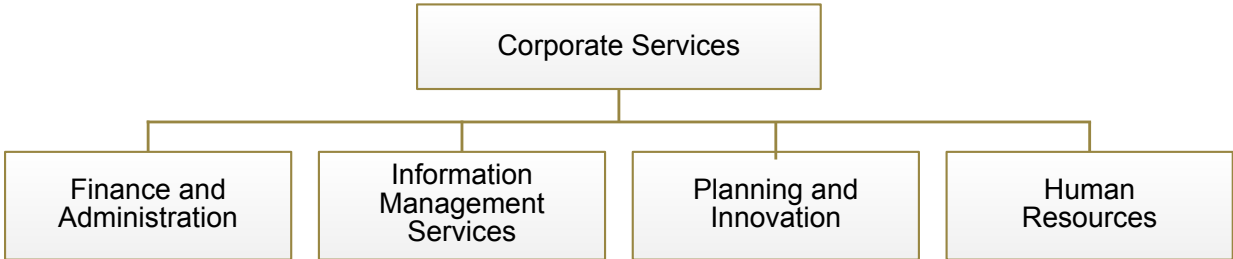 Corporate Services
Finance and
Administration
Information
Management
Services
Planning and
Innovation
Human
Resources